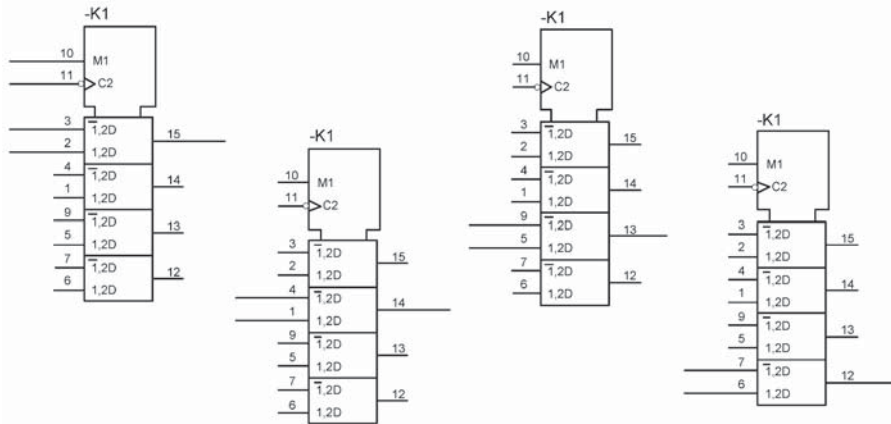 -K1
10 M1
11 C2
3 1̅,2D 15
2 1,2D
4 1̅,2D 14
1 1,2D
9 1̅,2D 13
5 1,2D
7 1̅,2D 12
6 1,2D
-K1
10 M1
11 C2
3 1̅,2D 15
2 1,2D
4 1̅,2D 14
1 1,2D
9 1̅,2D 13
5 1,2D
7 1̅,2D 12
6 1,2D
-K1
10 M1
11 C2
3 1̅,2D 15
2 1,2D
4 1̅,2D 14
1 1,2D
9 1̅,2D 13
5 1,2D
7 1̅,2D 12
6 1,2D
-K1
10 M1
11 C2
3 1̅,2D 15
2 1,2D
4 1̅,2D 14
1 1,2D
9 1̅,2D 13
5 1,2D
7 1̅,2D 12
6 1,2D